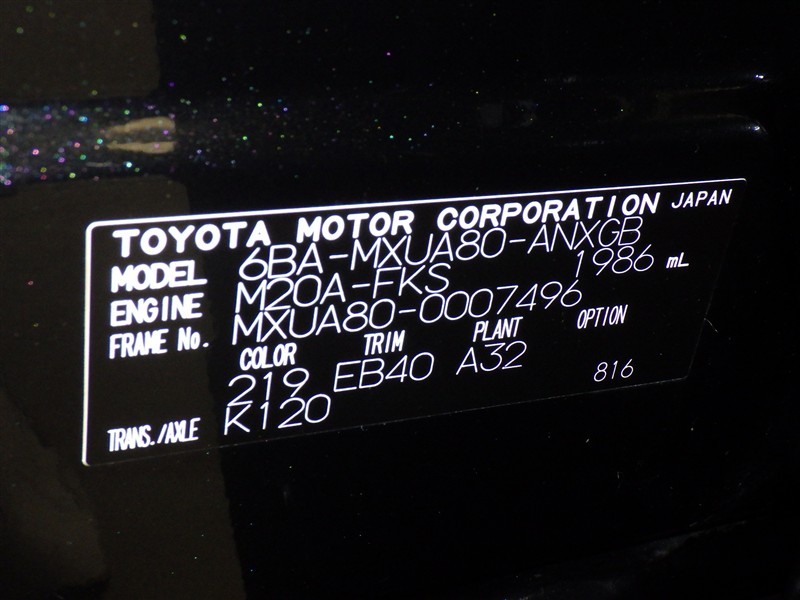 TOYOTA MOTOR CORPORATION JAPAN
MODEL 6BA-MXUA80-ANXGB
ENGINE M20A-FKS 1986 mL
FRAME No. MXUA80-0007496
COLOR TRIM PLANT OPTION
219 EB40 A32 816
TRANS./AXLE K120